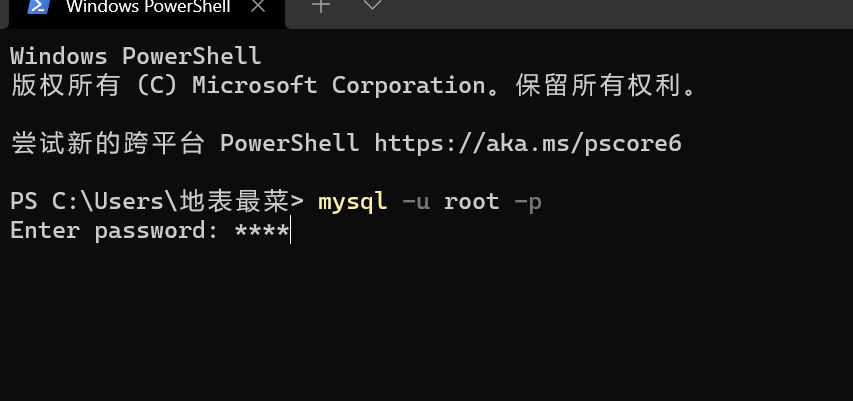 Windows PowerShell
Windows PowerShell
版权所有 (C) Microsoft Corporation。保留所有权利。
尝试新的跨平台 PowerShell https://aka.ms/pscore6
PS C:\Users\地表最菜> mysql -u root -p
Enter password: ****